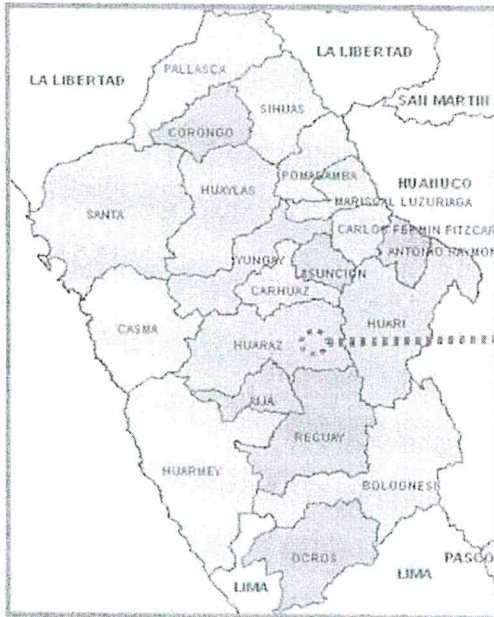 LA LIBERTAD
LA LIBERTAD
PALLASCA
SAN MARTIN
SIHUAS
CORONGO
POMABAMBA
HUANUCO
HUAYLAS
MARISCAL LUZURIAGA
SANTA
CARLOS FERMIN FITZCAR
YUNGAY
ANTONIO RAYMON
ASUNCION
CARHUAZ
HUARI
CASMA
HUARAZ
AIJA
RECUAY
HUARMEY
BOLOGNESI
OCROS
PASCO
LIMA
LIMA